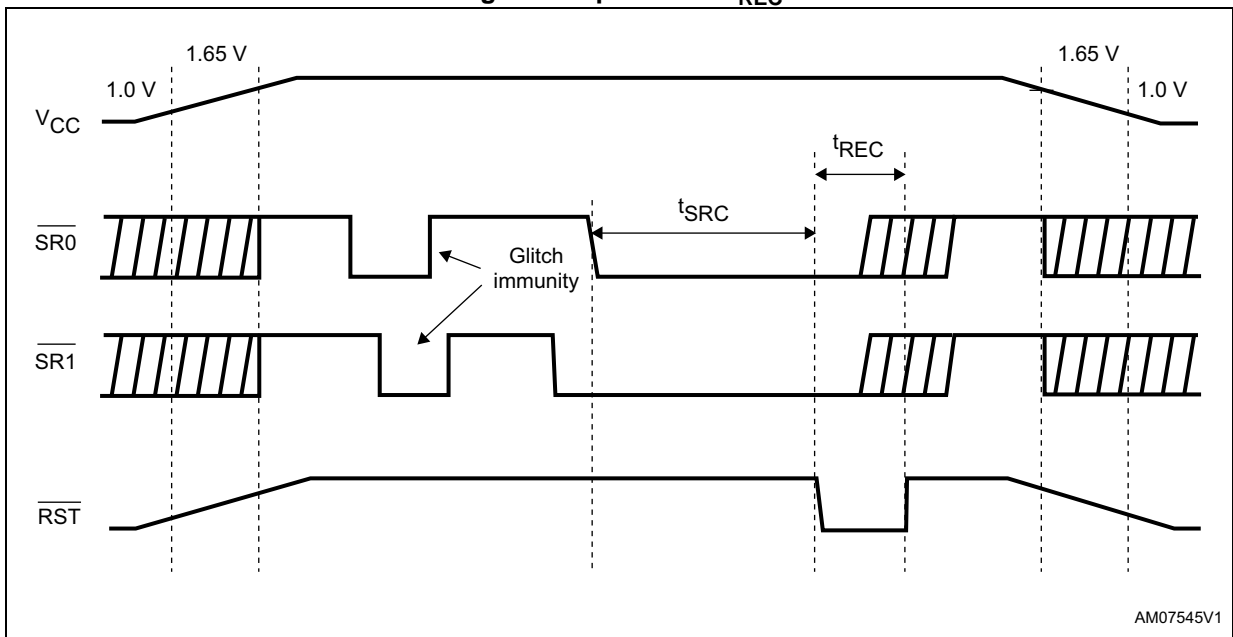 1.65 V
1.65 V
1.0 V
1.0 V
VCC
tREC
tSRC
SR0
Glitch
immunity
SR1
RST
AM07545V1